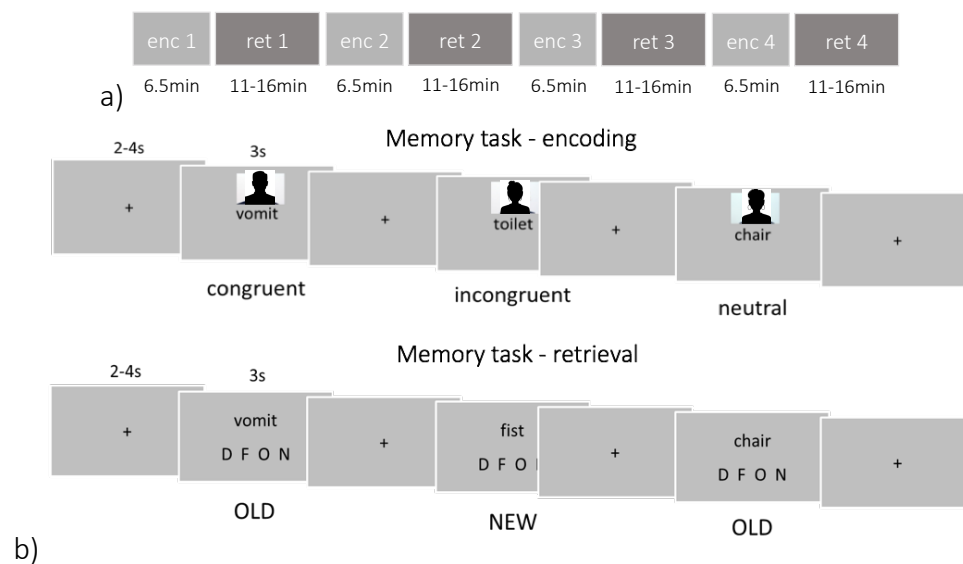 enc 1 ret 1 enc 2 ret 2 enc 3 ret 3 enc 4 ret 4
6.5min 11-16min 6.5min 11-16min 6.5min 11-16min 6.5min 11-16min
a)
Memory task - encoding
2-4s 3s
+ vomit + toilet + chair +
congruent incongruent neutral
Memory task - retrieval
2-4s 3s
+ vomit + fist + chair +
D F O N D F O D F O N
OLD NEW OLD
b)